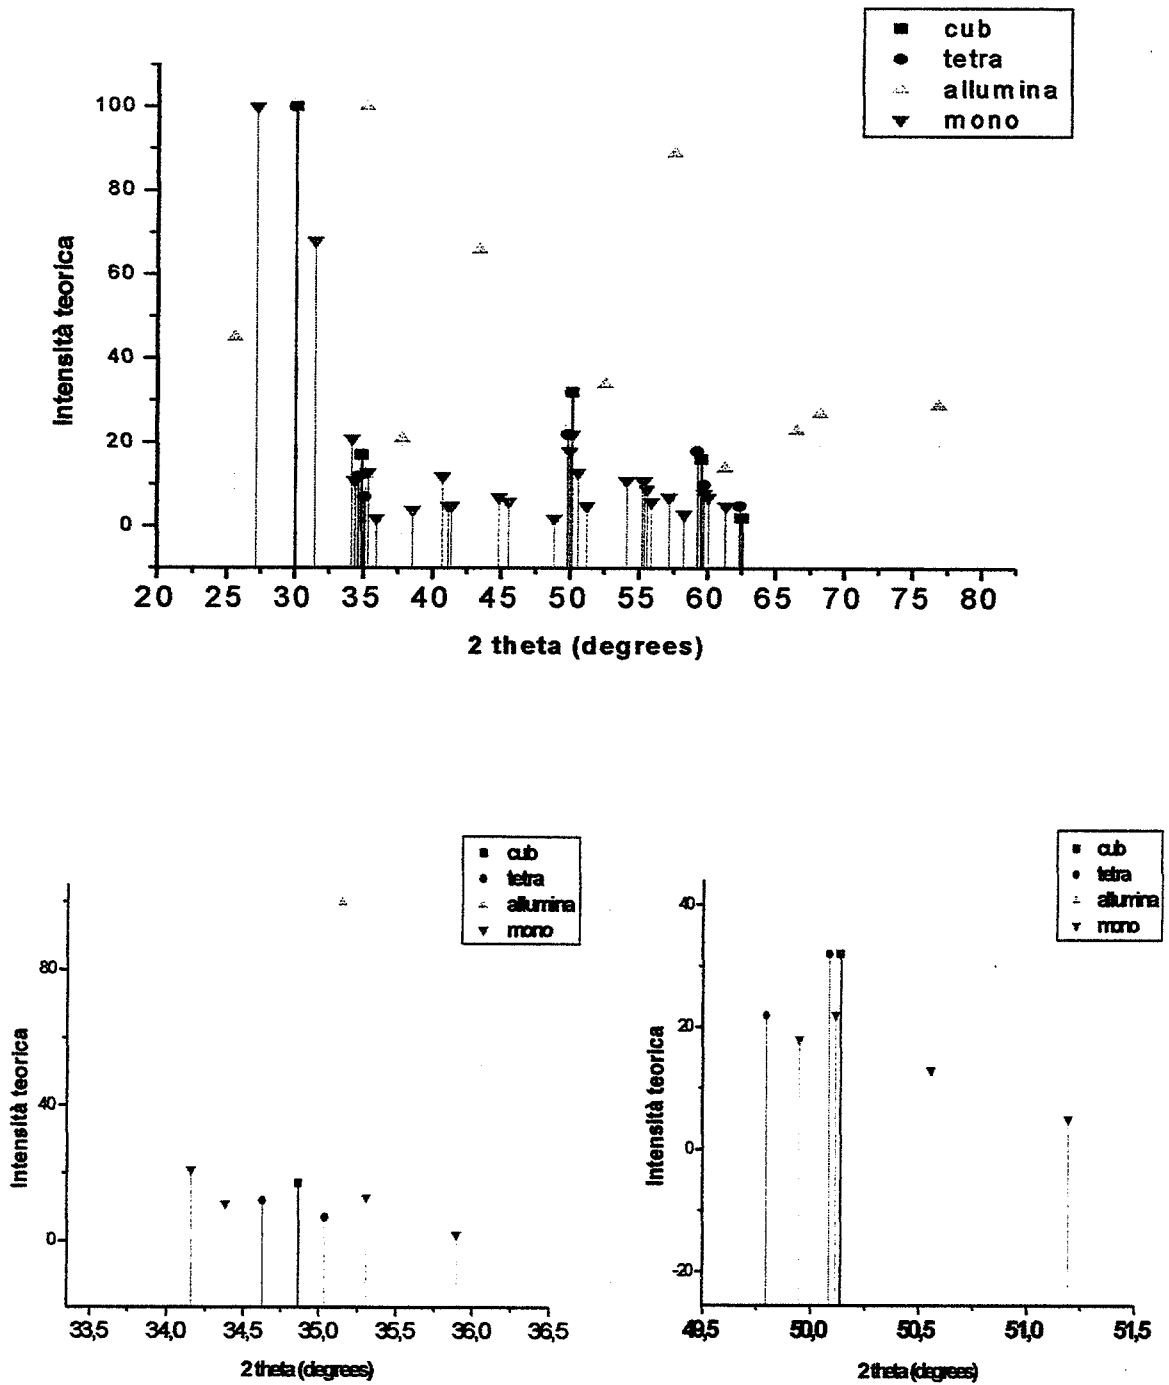 cub
tetra
allumina
mono
100
80
60
40
20
0
Intensità teorica
20 25 30 35 40 45 50 55 60 65 70 75 80
2 theta (degrees)
cub
tetra
allumina
mono
80
40
0
Intensità teorica
33,5 34,0 34,5 35,0 35,5 36,0 36,5
2 theta (degrees)
cub
tetra
allumina
mono
40
20
0
-20
Intensità teorica
49,5 50,0 50,5 51,0 51,5
2 theta (degrees)